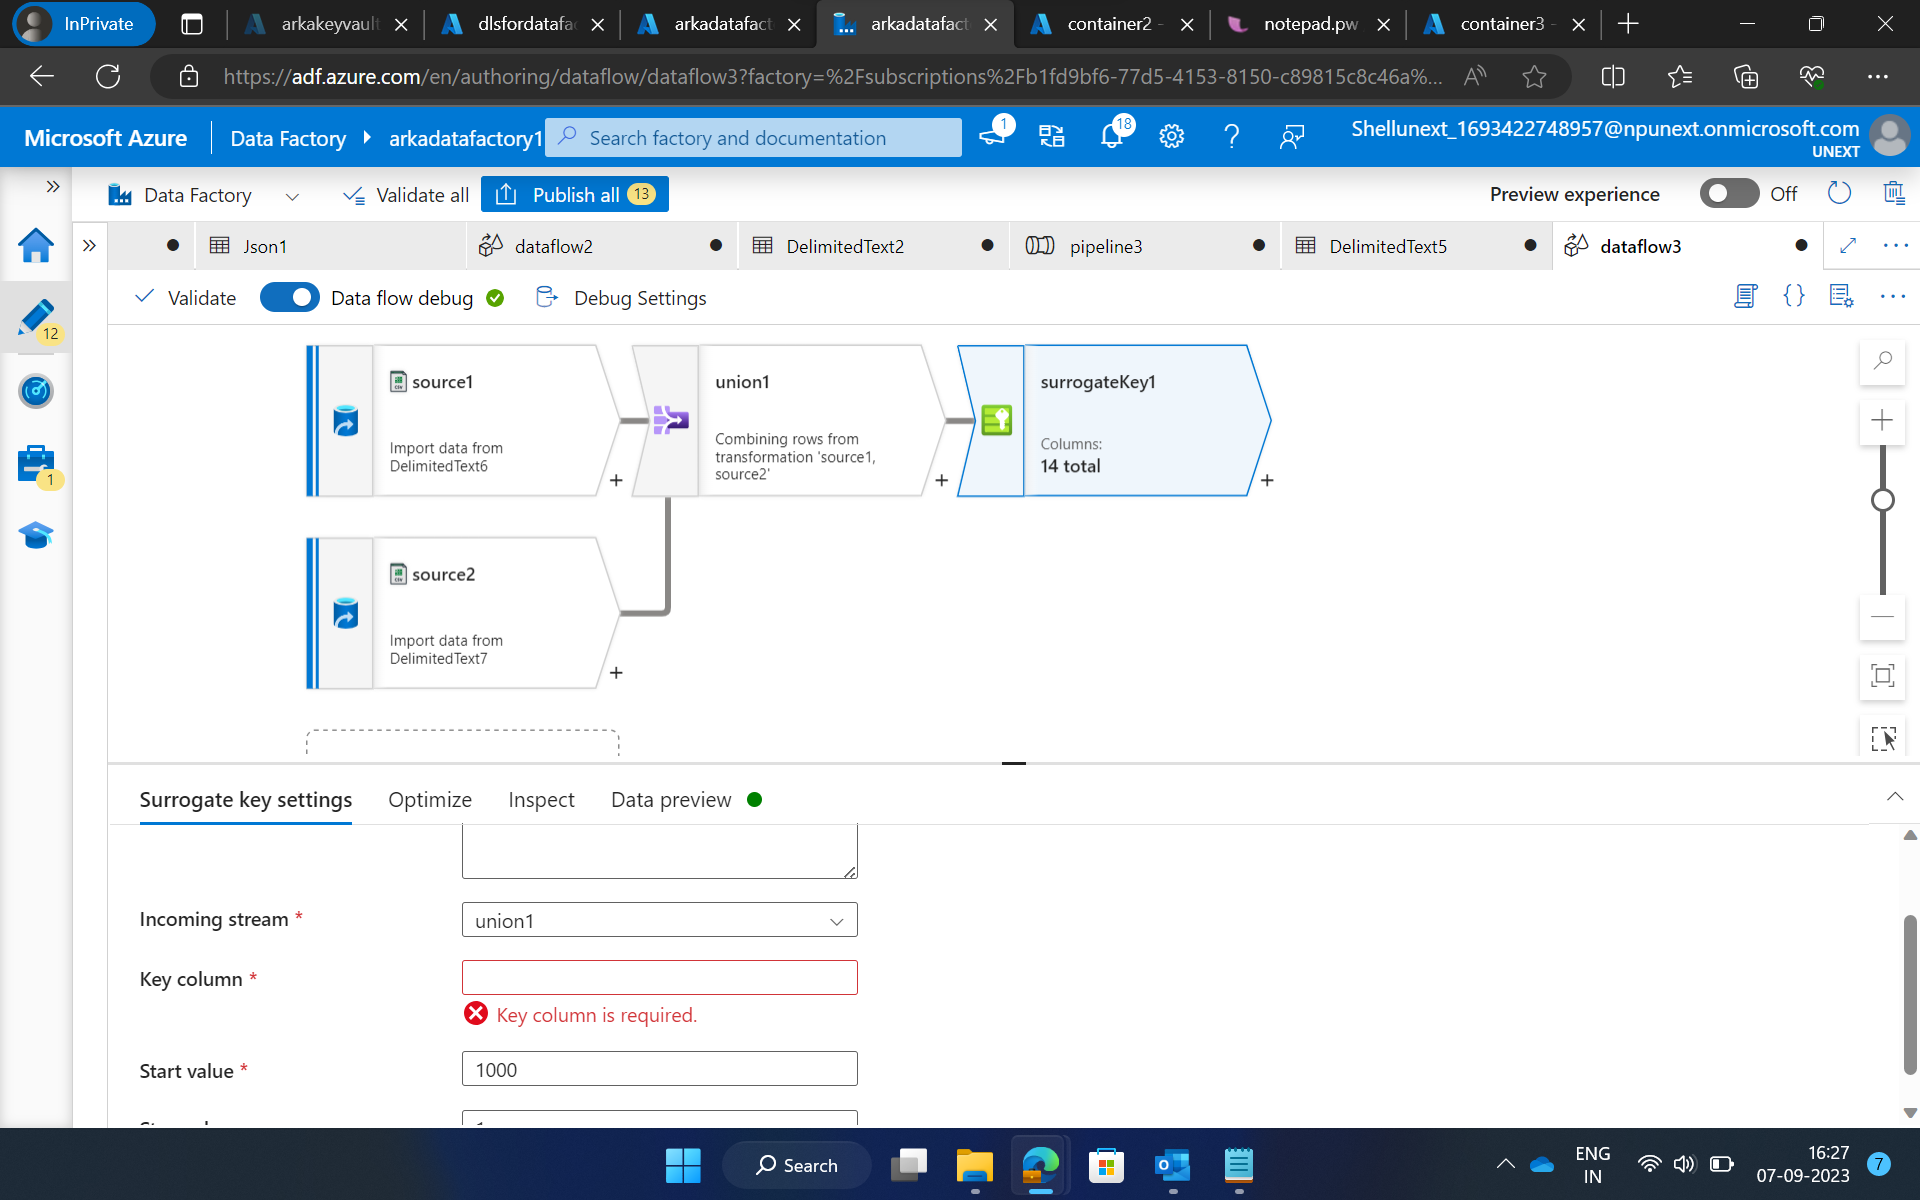 InPrivate
arkakeyvault
dlsfordatafac
arkadatafact
arkadatafact
container2 -
notepad.pw
container3 -
https://adf.azure.com/en/authoring/dataflow/dataflow3?factory=%2Fsubscriptions%2Fb1fd9bf6-77d5-4153-8150-c89815c8c46a%...
Microsoft Azure
Data Factory
arkadatafactory1
Search factory and documentation
1
18
Shellunext_1693422748957@npunext.onmicrosoft.com
UNEXT
Data Factory
Validate all
Publish all 13
Preview experience
Off
Json1
dataflow2
DelimitedText2
pipeline3
DelimitedText5
dataflow3
12
1
Validate
Data flow debug
Debug Settings
source1
Import data from
DelimitedText6
union1
Combining rows from
transformation 'source1,
source2'
surrogateKey1
Columns:
14 total
source2
Import data from
DelimitedText7
Surrogate key settings
Optimize
Inspect
Data preview
Incoming stream *
union1
Key column *
Key column is required.
Start value *
1000
Search
ENG
IN
16:27
07-09-2023
7